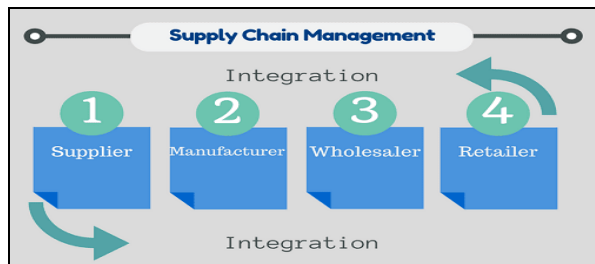 Supply Chain Management
Integration
1 2 3 4
Supplier Manufacturer Wholesaler Retailer
Integration